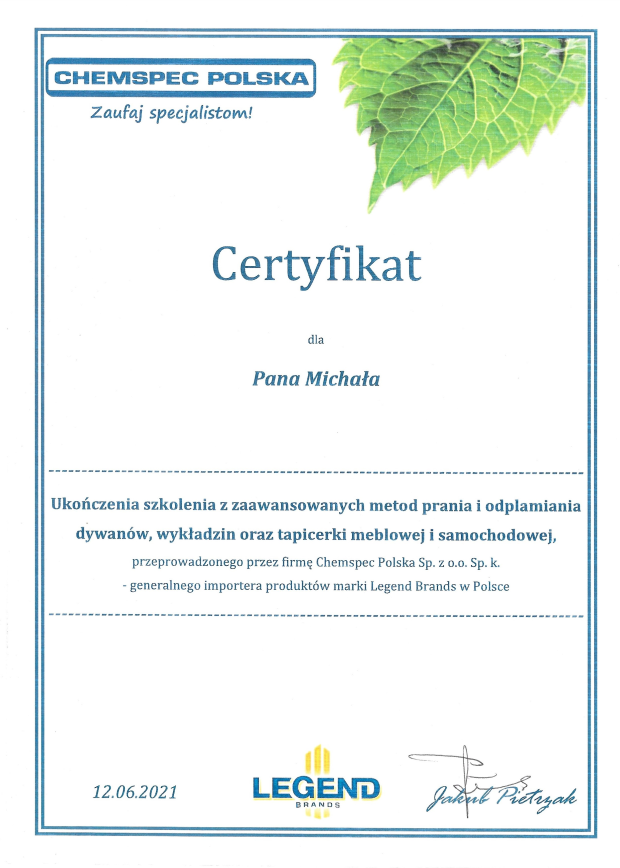 CHEMSPEC POLSKA
Zaufaj specjalistom!
Certyfikat
dla
Pana Michała
Ukończenia szkolenia z zaawansowanych metod prania i odplamiania
dywanów, wykładzin oraz tapicerki meblowej i samochodowej,
przeprowadzonego przez firmę Chemspec Polska Sp. z o.o. Sp. k.
- generalnego importera produktów marki Legend Brands w Polsce
12.06.2021
LEGEND
BRANDS
Jakub Pietrzak